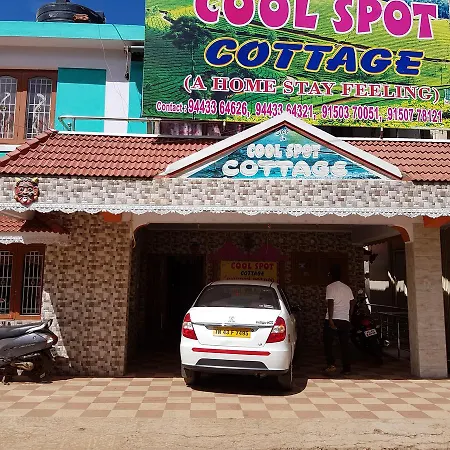 COOL SPOT
COTTAGE
(A HOME STAY FEELING)
Contact : 94433 64626, 94433 64321, 91503 70051, 91507 78121
COOL SPOT
COTTAGE
COOL SPOT
COTTAGE